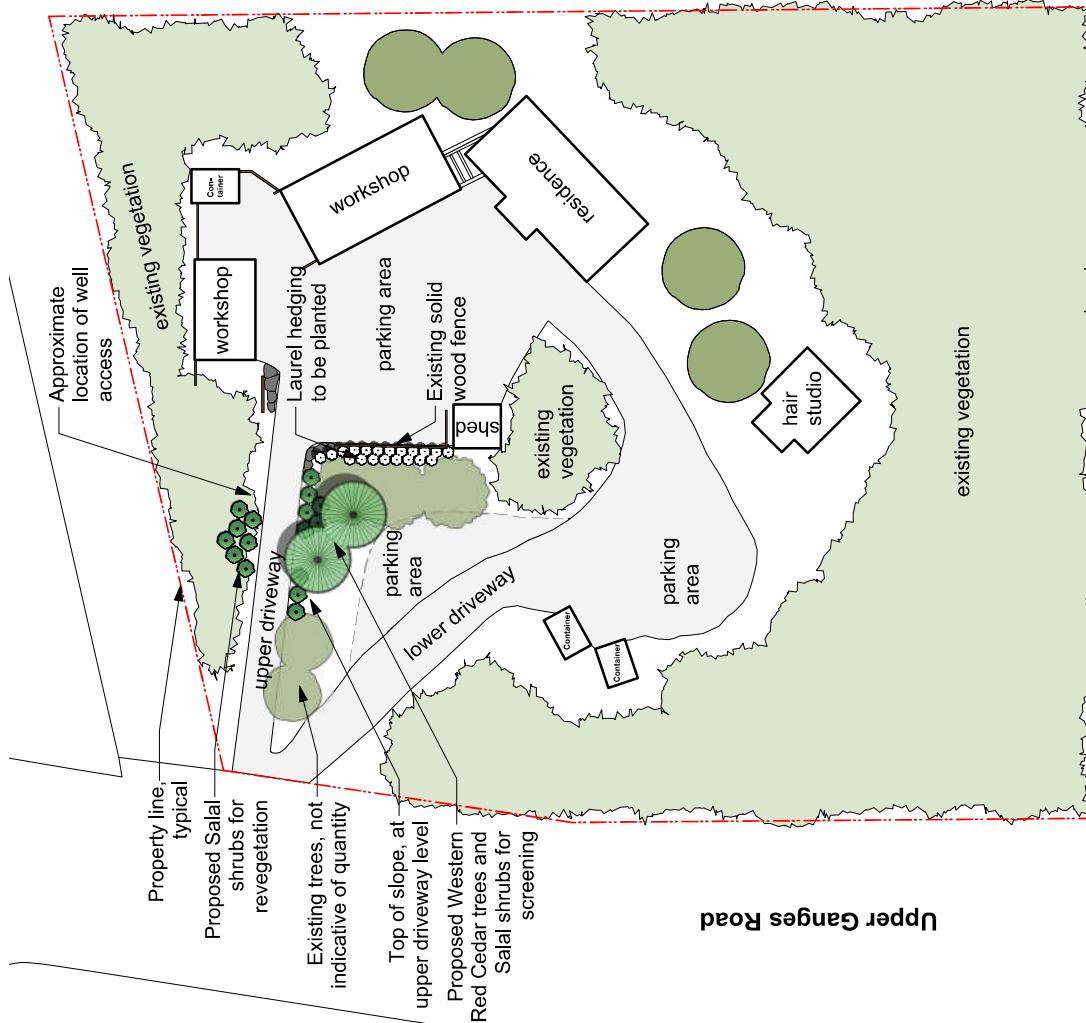 existing vegetation
Con-
tainer
workshop
workshop
residence
Approximate
location of well
access
Laurel hedging
to be planted
parking area
Existing solid
wood fence
shed
existing
vegetation
hair
studio
existing vegetation
upper driveway
parking
area
lower driveway
parking
area
Container
Container
Property line,
typical
Proposed Salal
shrubs for
revegetation
Existing trees, not
indicative of quantity
Top of slope, at
upper driveway level
Proposed Western
Red Cedar trees and
Salal shrubs for
screening
Upper Ganges Road